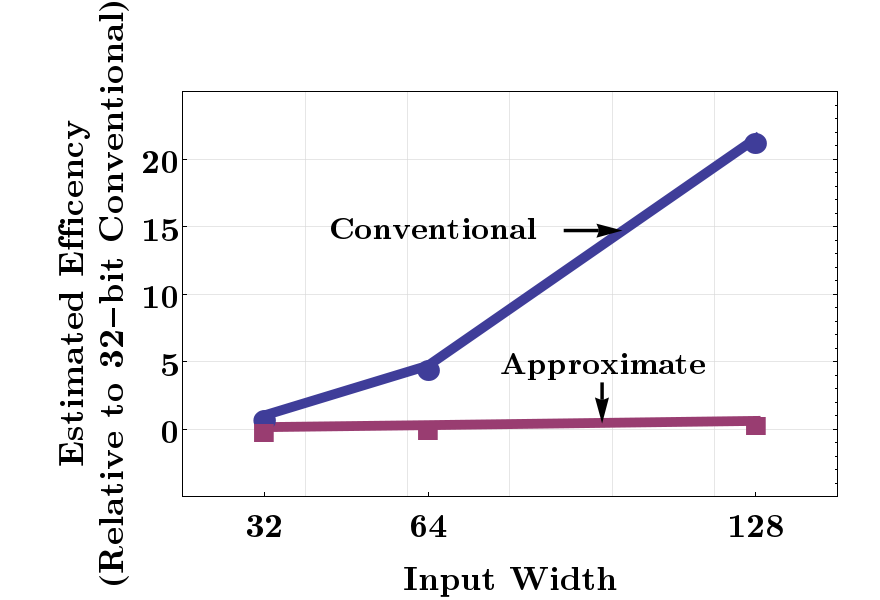 Estimated Efficency
(Relative to 32-bit Conventional)
20
15
10
5
0
Conventional
Approximate
32
64
128
Input Width